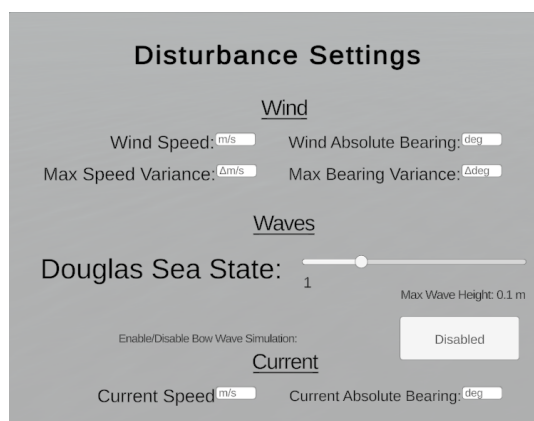 Disturbance Settings
Wind
Wind Speed: m/s Wind Absolute Bearing: deg
Max Speed Variance: Δm/s Max Bearing Variance: Δdeg
Waves
Douglas Sea State:
1
Max Wave Height: 0.1 m
Enable/Disable Bow Wave Simulation: Disabled
Current
Current Speed m/s Current Absolute Bearing: deg